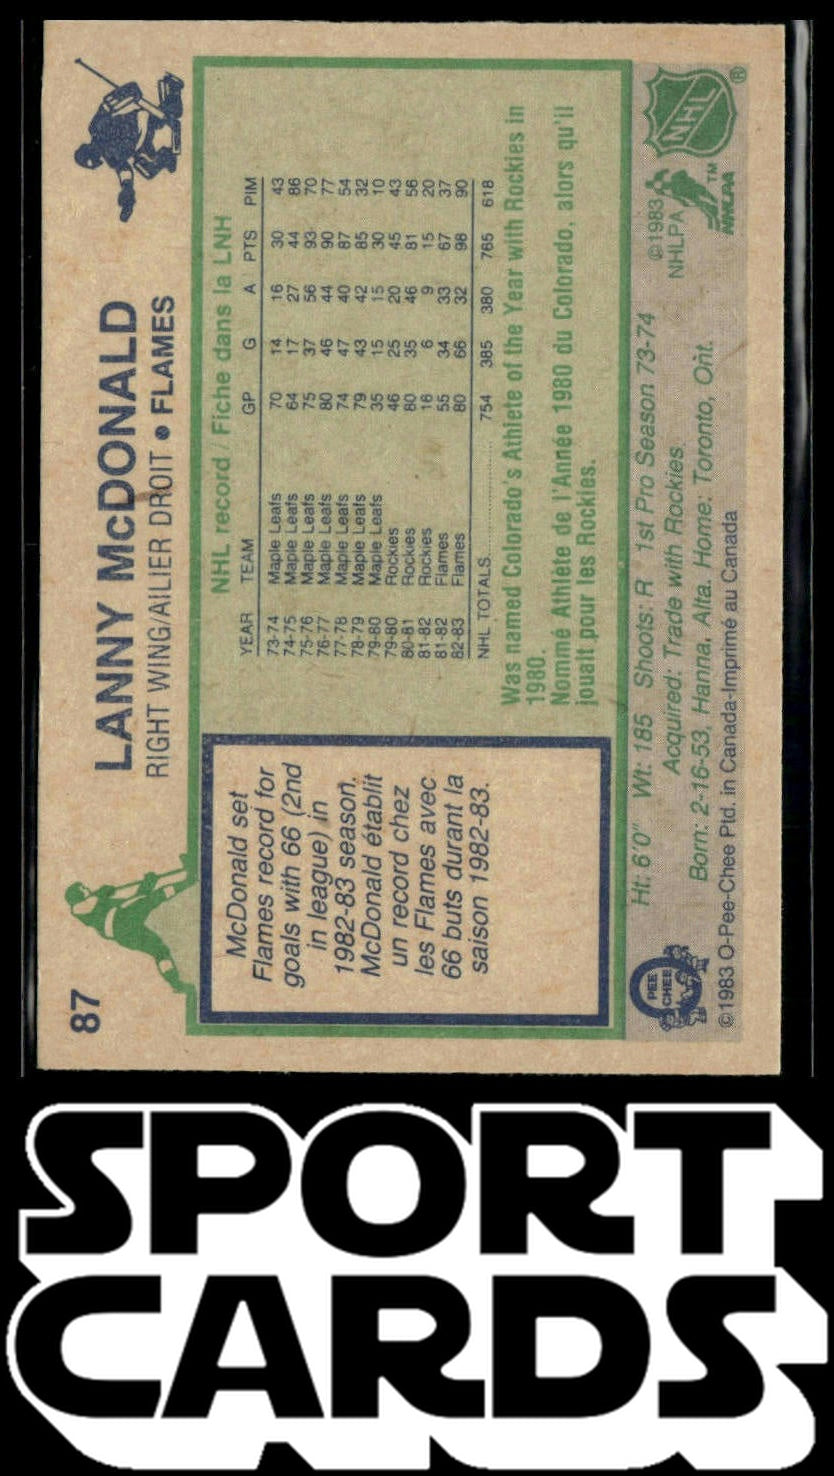 87
LANNY McDONALD
RIGHT WING/AILIER DROIT • FLAMES
McDonald set
Flames record for
goals with 66 (2nd
in league) in
1982-83 season.
McDonald établit
un record chez
les Flames avec
66 buts durant la
saison 1982-83.
NHL record / Fiche dans la LNH
YEAR TEAM GP G A PTS PIM
73-74 Maple Leafs 70 14 16 30 43
74-75 Maple Leafs 64 17 27 44 86
75-76 Maple Leafs 75 37 56 93 70
76-77 Maple Leafs 80 46 44 90 77
77-78 Maple Leafs 74 47 40 87 54
78-79 Maple Leafs 79 43 42 85 32
79-80 Maple Leafs 35 15 15 30 10
79-80 Rockies 46 25 20 45 43
80-81 Rockies 80 35 46 81 56
81-82 Rockies 16 6 9 15 20
81-82 Flames 55 34 33 67 37
82-83 Flames 80 66 32 98 90
NHL TOTALS 754 385 380 765 618
Was named Colorado's Athlete of the Year with Rockies in
1980.
Nommé Athlète de l'Année 1980 du Colorado, alors qu'il
jouait pour les Rockies.
Ht: 6'0" Wt: 185 Shoots: R 1st Pro Season 73-74
Acquired: Trade with Rockies
Born: 2-16-53, Hanna, Alta. Home: Toronto, Ont.
©1983 O-Pee-Chee Ptd. in Canada-Imprimé au Canada
O
PEE
CHEE
©1983
NHLPA
NHLPA™
NHL®
SPORT
CARDS